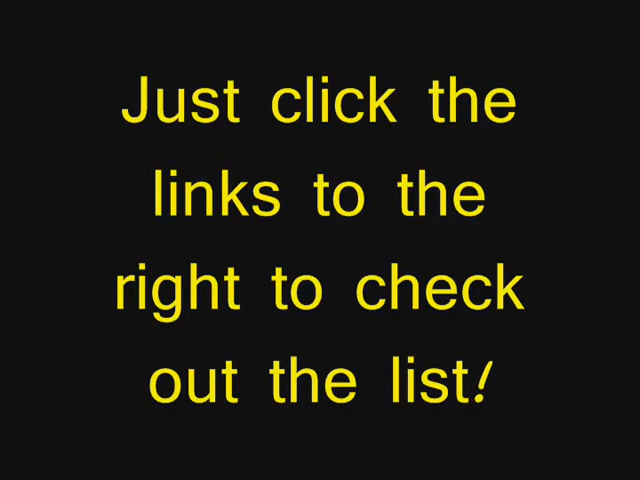 Just click the
links to the
right to check
out the list!